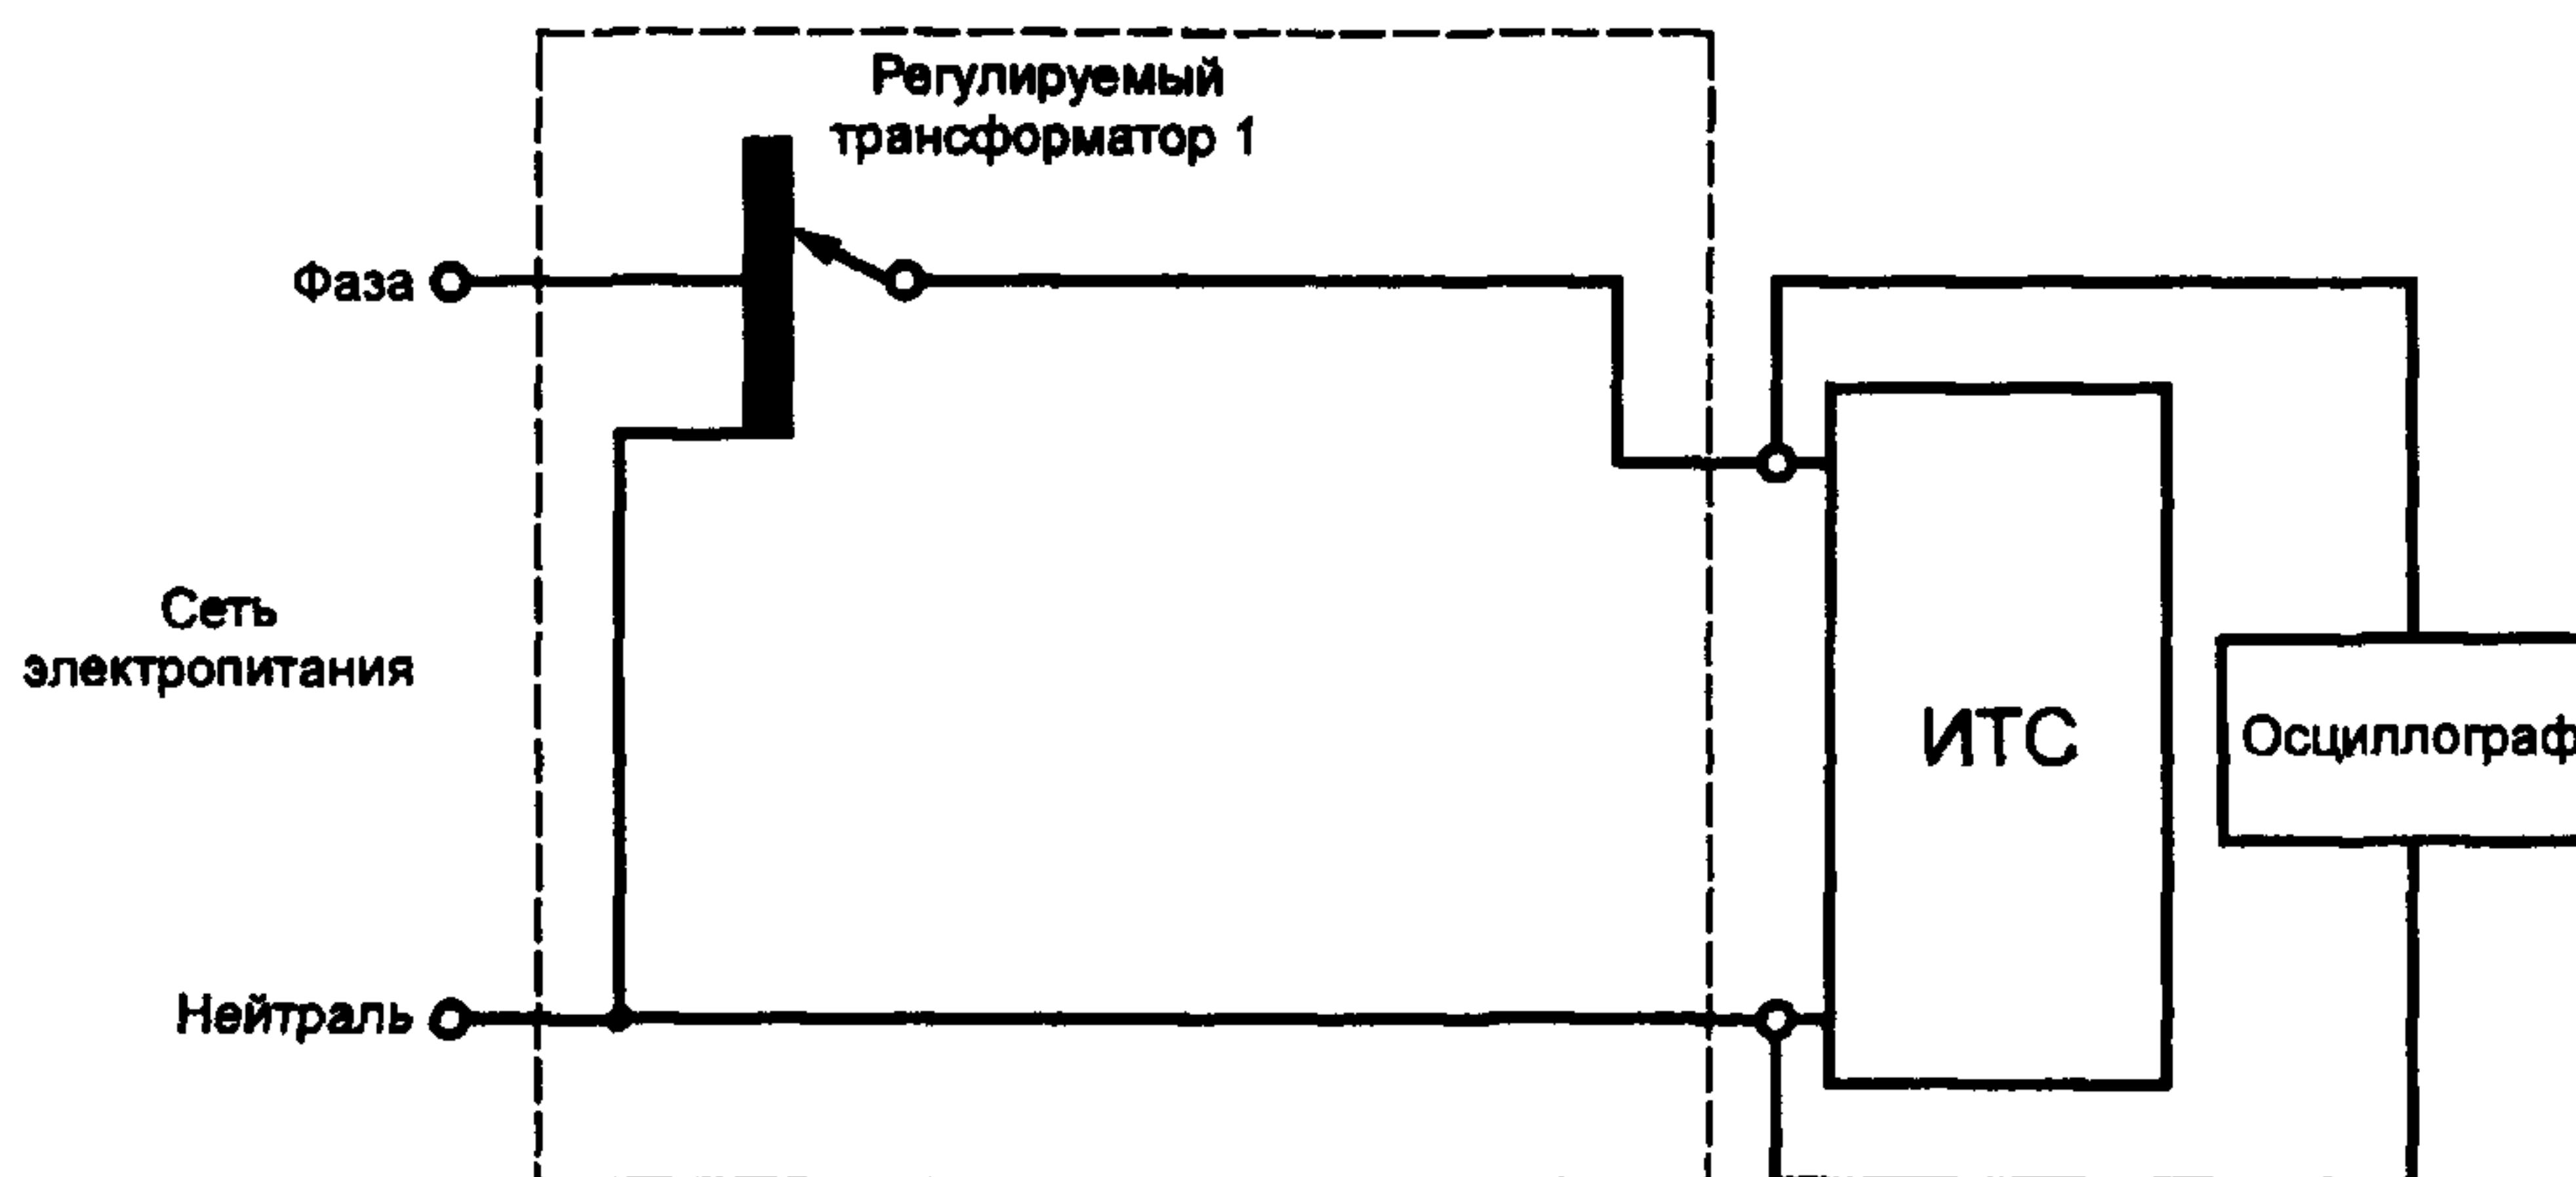 Регулируемый
трансформатор 1
Фаза
Сеть
электропитания
ИТС
Осциллограф
Нейтраль